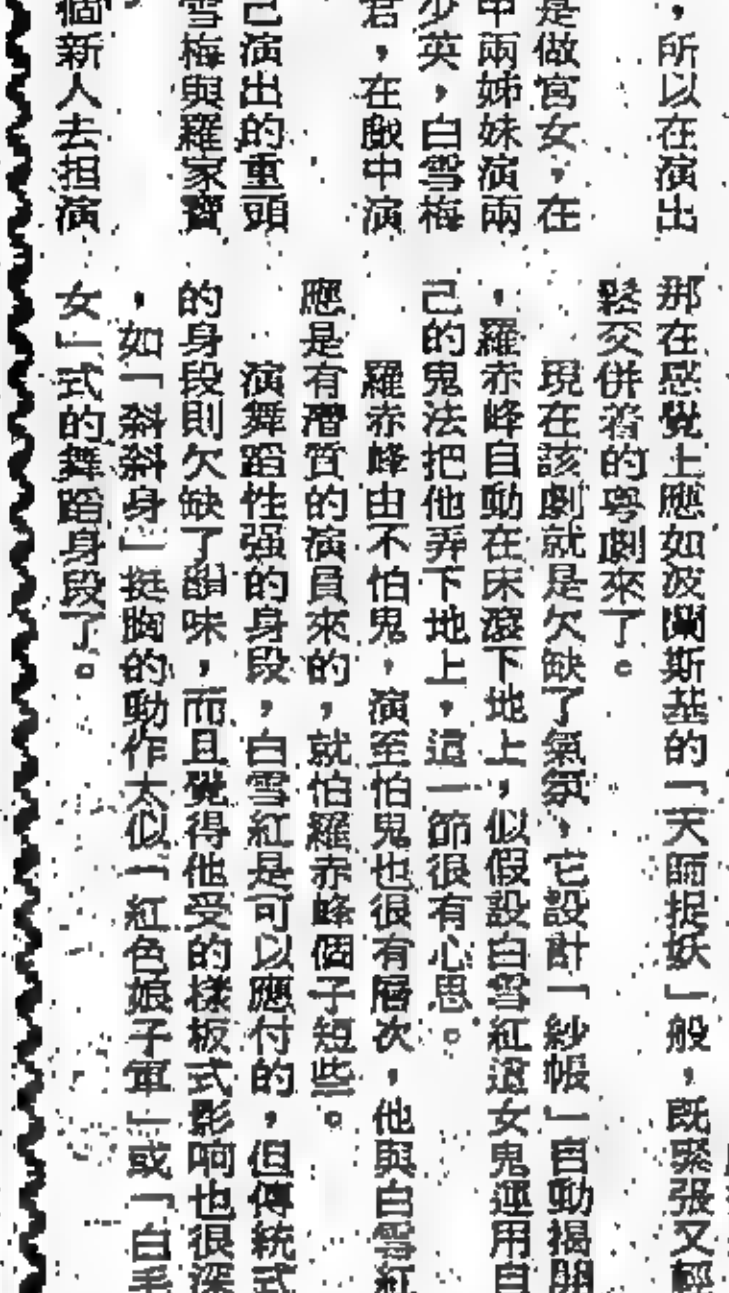 ，所以在演出
是做宮女，在
中兩姊妹演兩
少英，白雪梅
君，在戲中演
己演出的重頭
雪梅與羅家寶
個新人去担演
那在感覺上應如波蘭斯基的「天師捉妖」般，既緊張又輕
鬆交併着的粤劇來了。
現在該劇就是欠缺了氣氛，它設計一紗帳」自動揭開
，羅赤峰自動在床滾下地上，似假設白雪紅這女鬼運用自
己的鬼法把他弄下地上，這一節很有心思。
羅赤峰由不怕鬼，演至怕鬼也很有層次，他與白雪紅
應是有潛質的演員來的，就怕羅赤峰個子短些。
演舞蹈性强的身段，白雪紅是可以應付的，但傳統式
的身段則欠缺了韻味，而且覺得他受的樣板式影响也很深
，如「斜斜身」挺胸的動作太似「紅色娘子軍」或「白毛
女」式的舞蹈身段了。